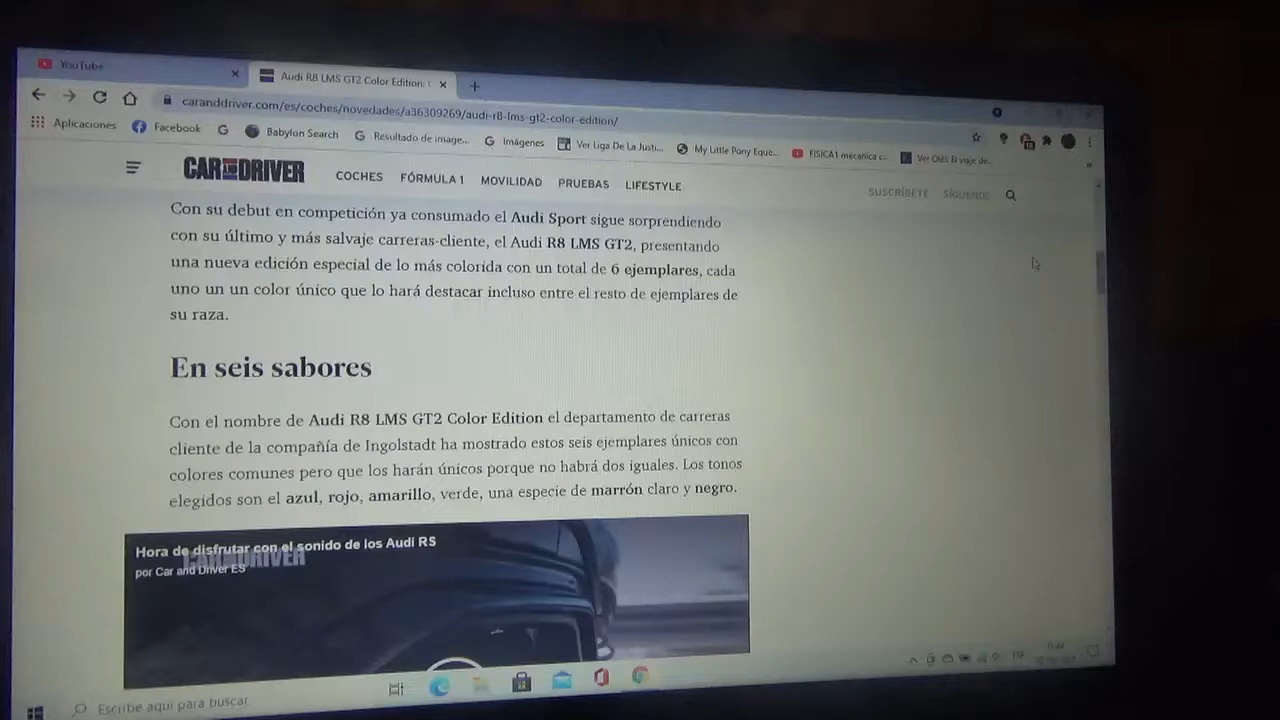 YouTube
Audi R8 LMS GT2 Color Edition:
caranddriver.com/es/coches/novedades/a36309269/audi-r8-lms-gt2-color-edition/
Aplicaciones Facebook Babylon Search Resultado de image... Imágenes Ver Liga De La Justi... My Little Pony Eque... FISICA1 mecanica c... Ver Olés El viaje de...
CAR AND DRIVER COCHES FÓRMULA 1 MOVILIDAD PRUEBAS LIFESTYLE SUSCRÍBETE SÍGUENOS
Con su debut en competición ya consumado el Audi Sport sigue sorprendiendo
con su último y más salvaje carreras-cliente, el Audi R8 LMS GT2, presentando
una nueva edición especial de lo más colorida con un total de 6 ejemplares, cada
uno un un color único que lo hará destacar incluso entre el resto de ejemplares de
su raza.
En seis sabores
Con el nombre de Audi R8 LMS GT2 Color Edition el departamento de carreras
cliente de la compañía de Ingolstadt ha mostrado estos seis ejemplares únicos con
colores comunes pero que los harán únicos porque no habrá dos iguales. Los tonos
elegidos son el azul, rojo, amarillo, verde, una especie de marrón claro y negro.
Hora de disfrutar con el sonido de los Audi RS
CAR AND DRIVER
por Car and Driver ES
Escribe aquí para buscar